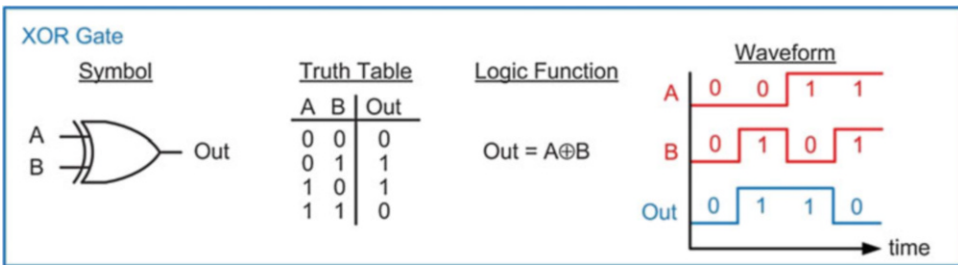 XOR Gate
Symbol
A
B
Out
Truth Table
A B Out
0 0 0
0 1 1
1 0 1
1 1 0
Logic Function
Out = A⊕B
Waveform
A 0 0 1 1
B 0 1 0 1
Out 0 1 1 0
time